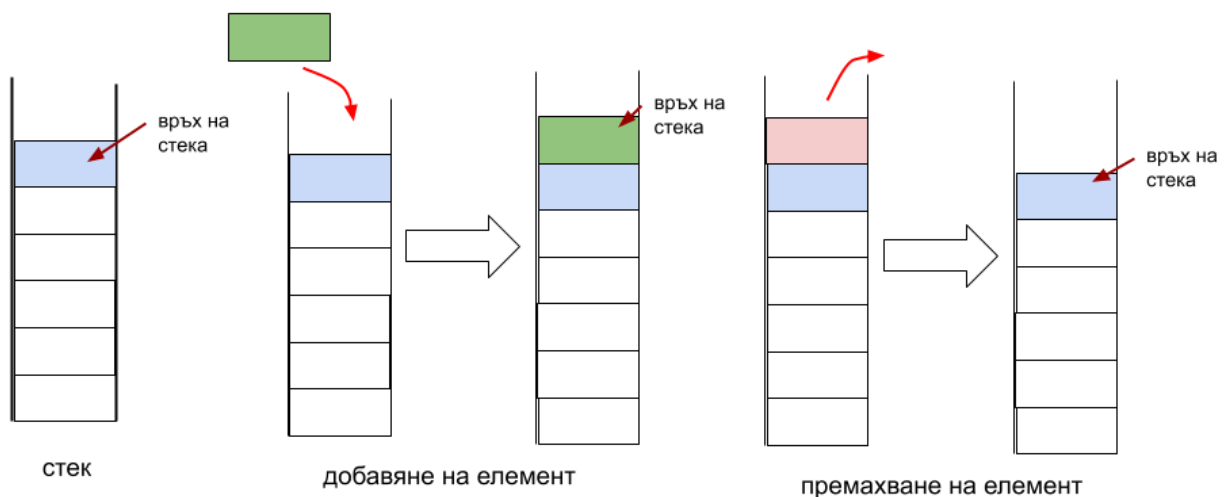 връх на
стека
връх на
стека
връх на
стека
стек
добавяне на елемент
премахване на елемент